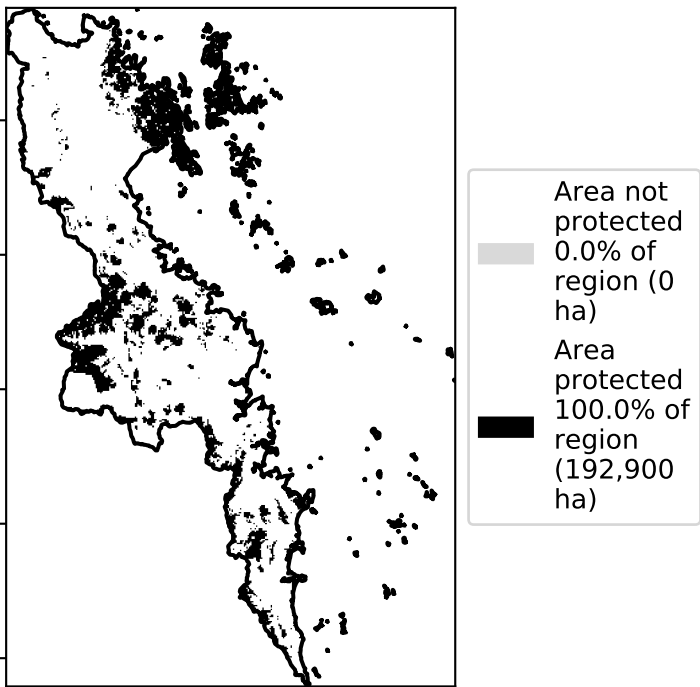 Area not
protected
0.0% of
region (0
ha)
Area
protected
100.0% of
region
(192,900
ha)